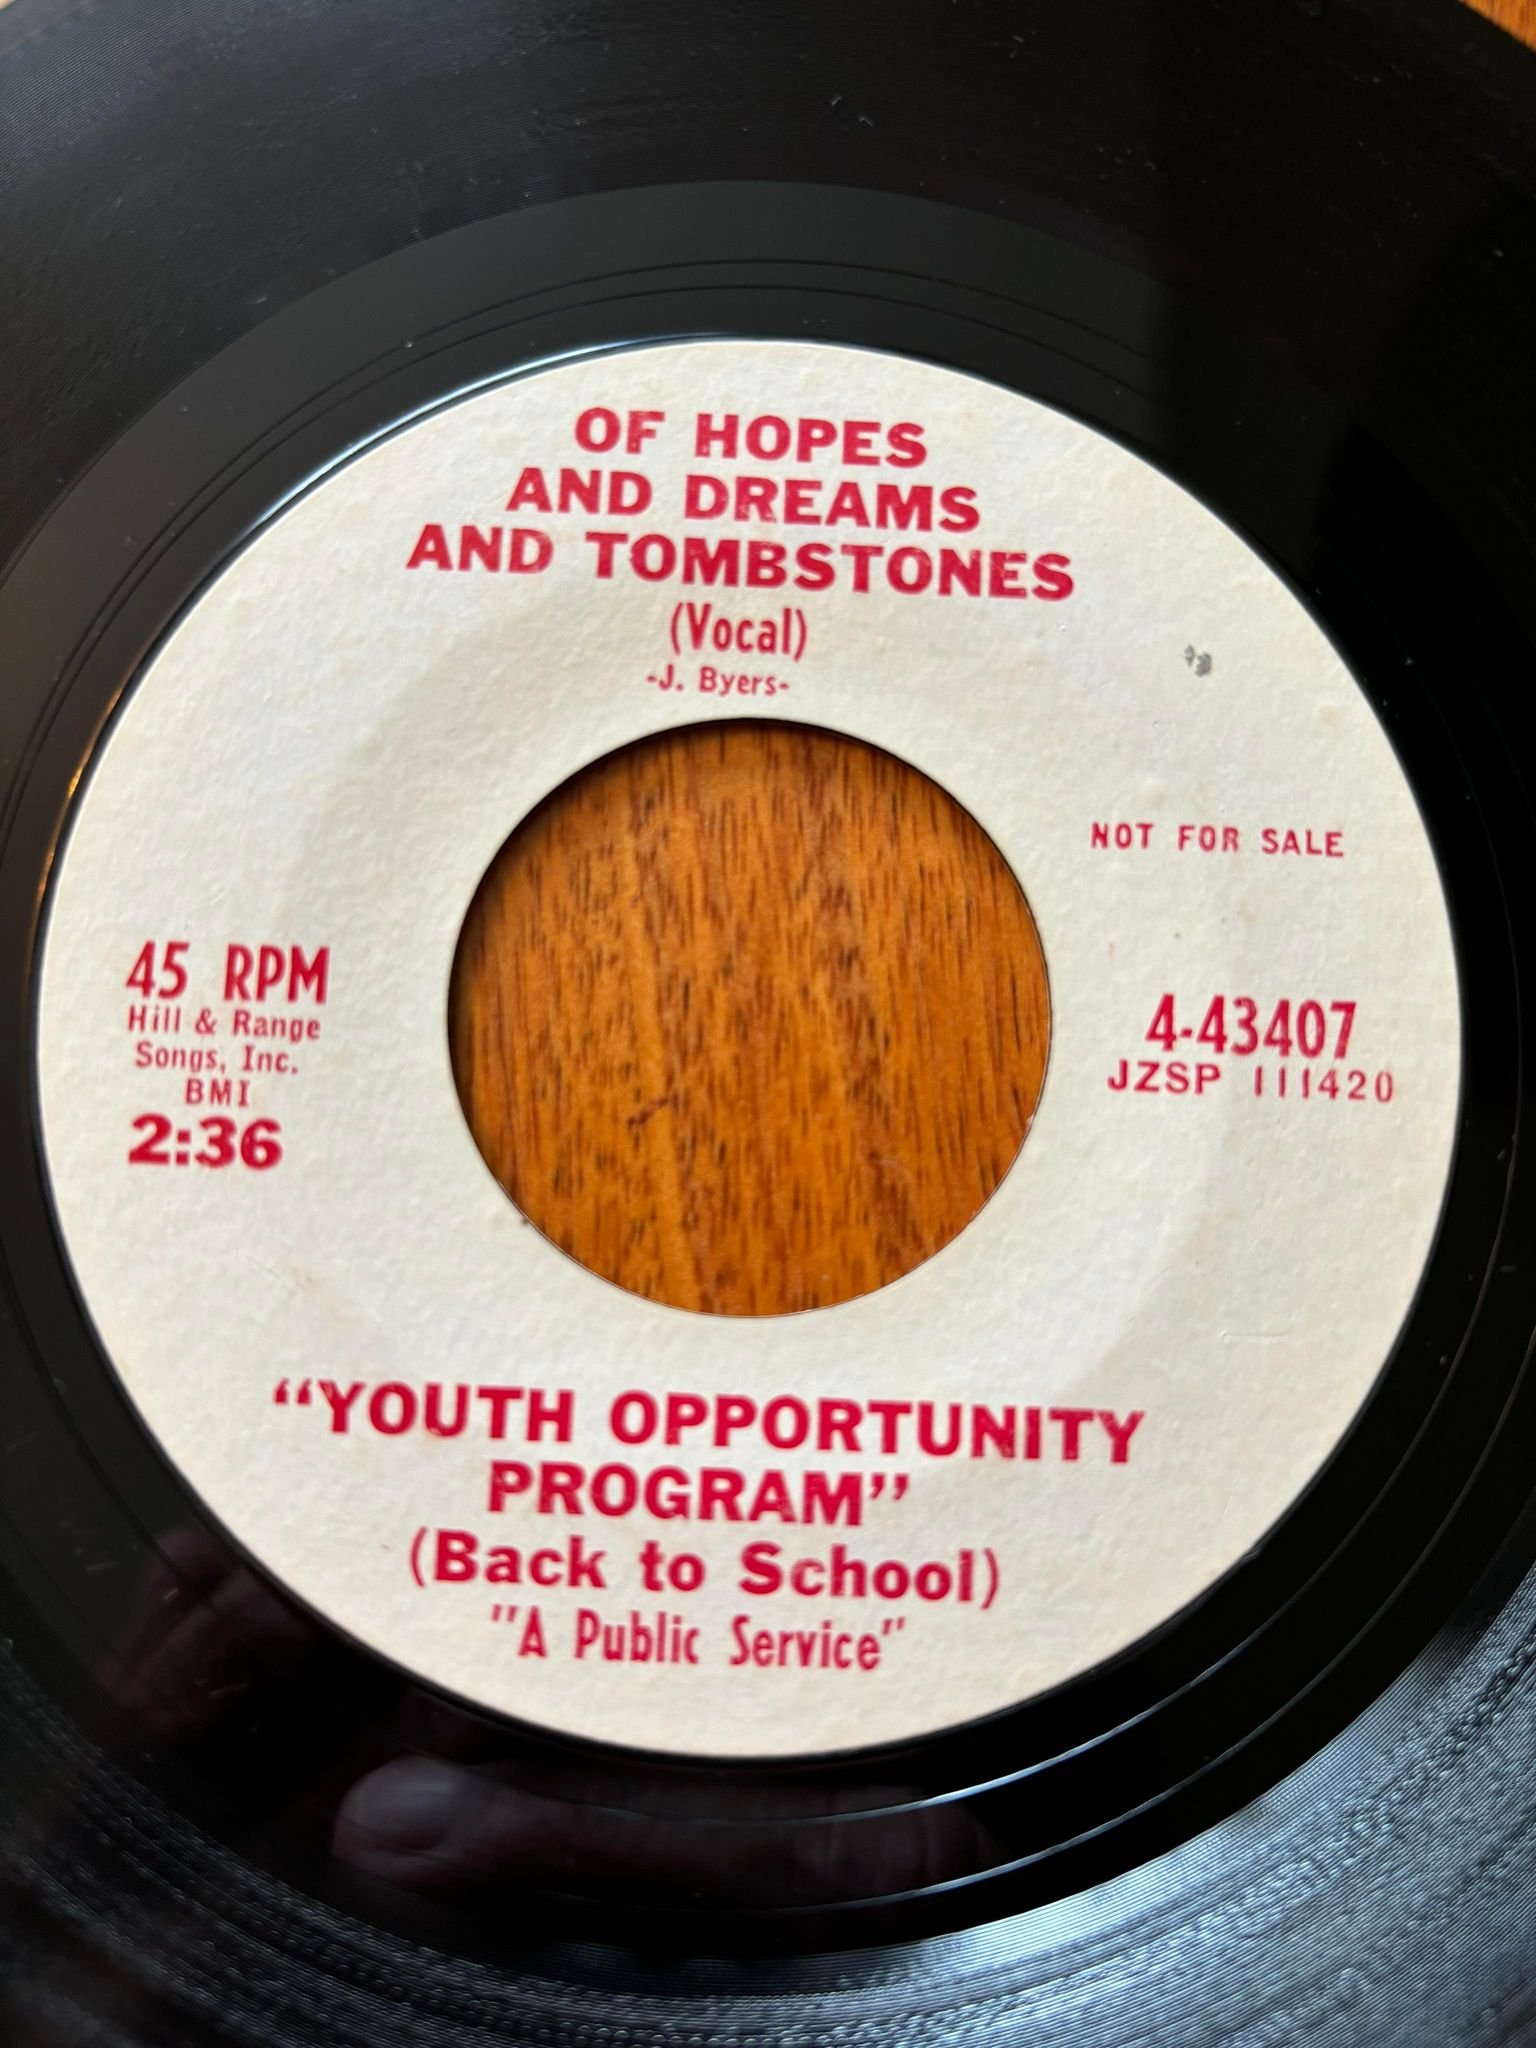 OF HOPES
AND DREAMS
AND TOMBSTONES
(Vocal)
-J. Byers-
NOT FOR SALE
45 RPM
Hill & Range
Songs, Inc.
BMI
2:36
4-43407
JZSP 111420
"YOUTH OPPORTUNITY
PROGRAM"
(Back to School)
"A Public Service"